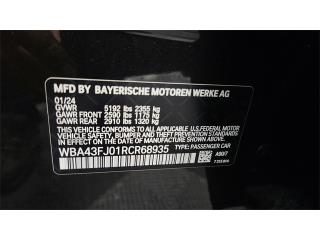 MFD BY BAYERISCHE MOTOREN WERKE AG
01/24
GVWR 5192 lbs 2355 kg
GAWR FRONT 2590 lbs 1175 kg
GAWR REAR 2910 lbs 1320 kg
THIS VEHICLE CONFORMS TO ALL APPLICABLE U.S.FEDERAL MOTOR
VEHICLE SAFETY, BUMPER, AND THEFT PREVENTION STANDARDS
IN EFFECT ON THE DATE OF MANUFACTURE SHOWN ABOVE.
WBA43FJ01RCR68935 TYPE: PASSENGER CAR